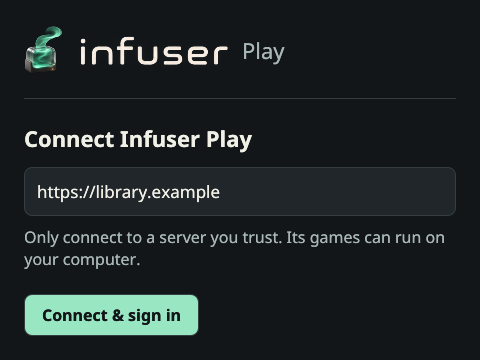 infuser Play
Connect Infuser Play
https://library.example
Only connect to a server you trust. Its games can run on
your computer.
Connect & sign in